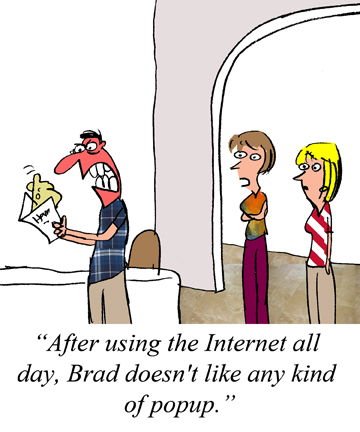 “After using the Internet all
day, Brad doesn't like any kind
of popup.”